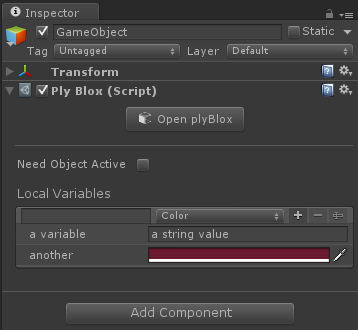 Inspector
GameObject Static
Tag Untagged Layer Default
Transform
Ply Blox (Script)
Open plyBlox
Need Object Active
Local Variables
Color
a variable a string value
another
Add Component